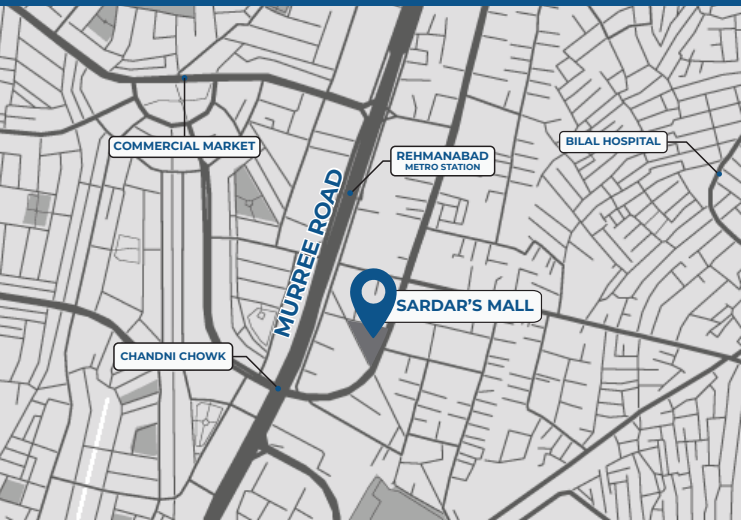 COMMERCIAL MARKET
BILAL HOSPITAL
REHMANABAD
METRO STATION
MURREE ROAD
SARDAR'S MALL
CHANDNI CHOWK